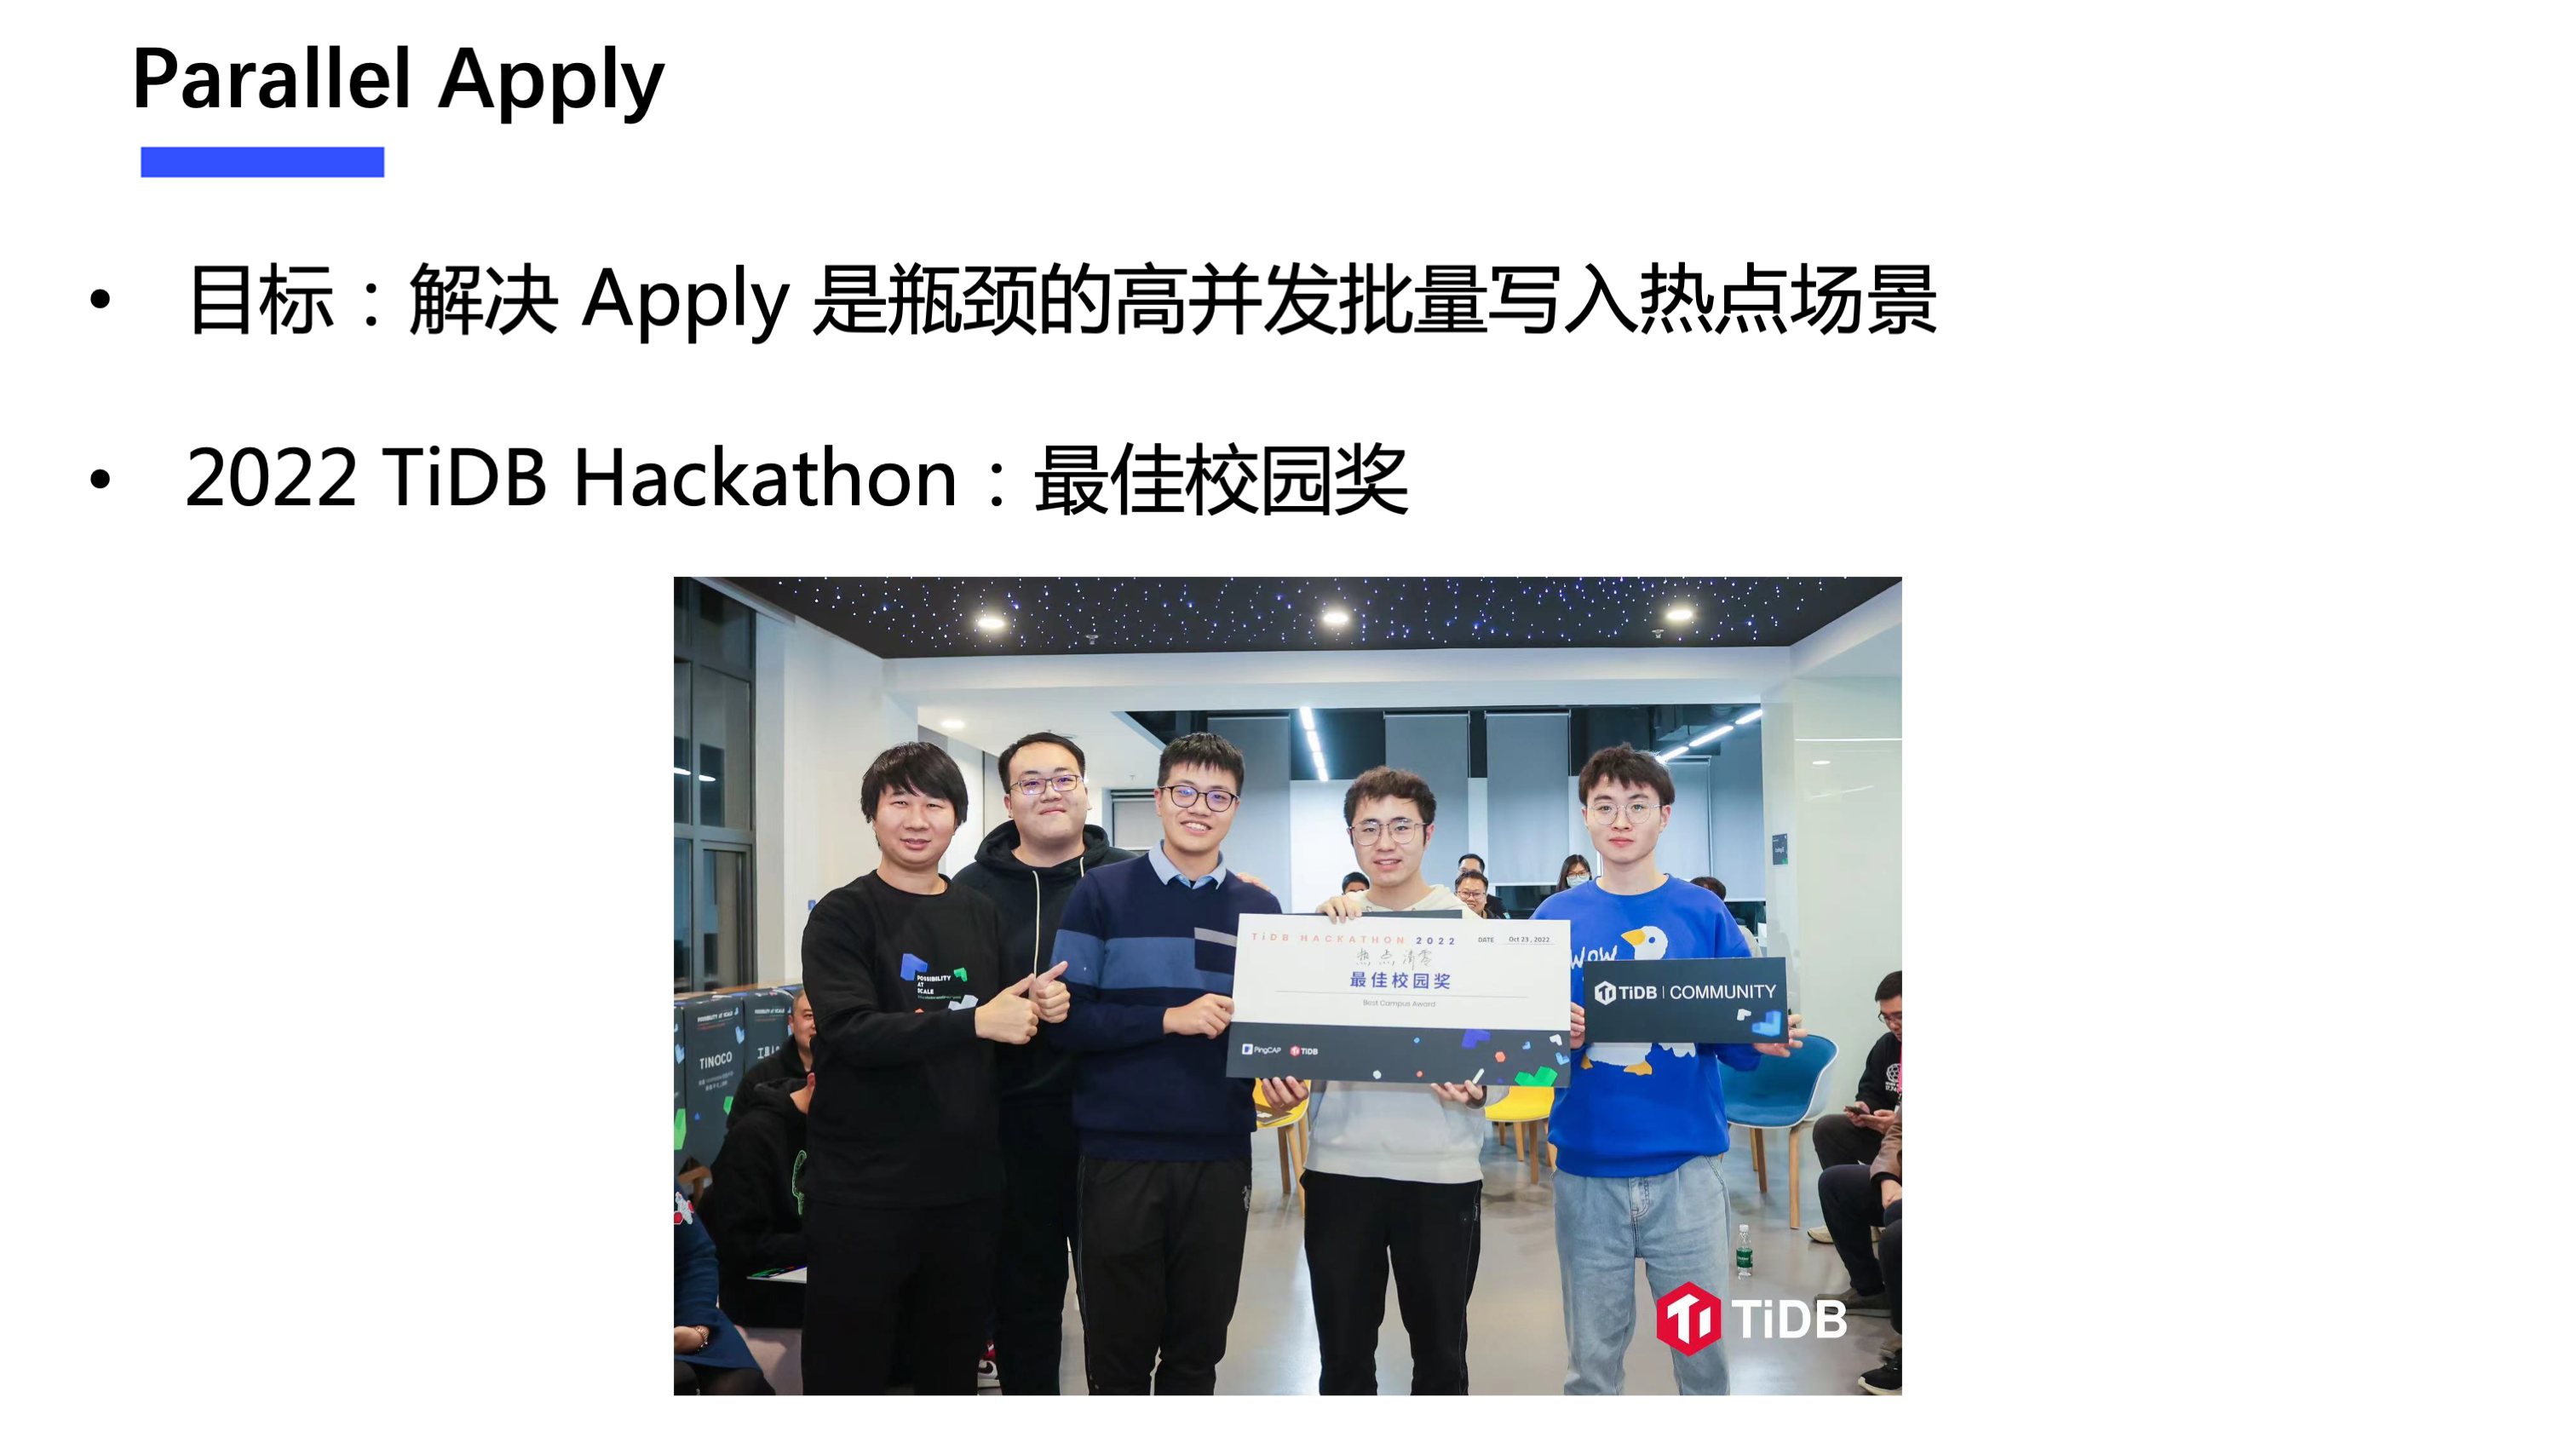 Parallel Apply
• 目标：解决 Apply 是瓶颈的高并发批量写入热点场景
• 2022 TiDB Hackathon：最佳校园奖
TiDB HACKATHON 2022
DATE Oct 23, 2022
热点清零
最佳校园奖
Best Campus Award
PingCAP TiDB
WOW
TiDB | COMMUNITY
POSSIBILITY
AT
SCALE
TINOCO
TiDB